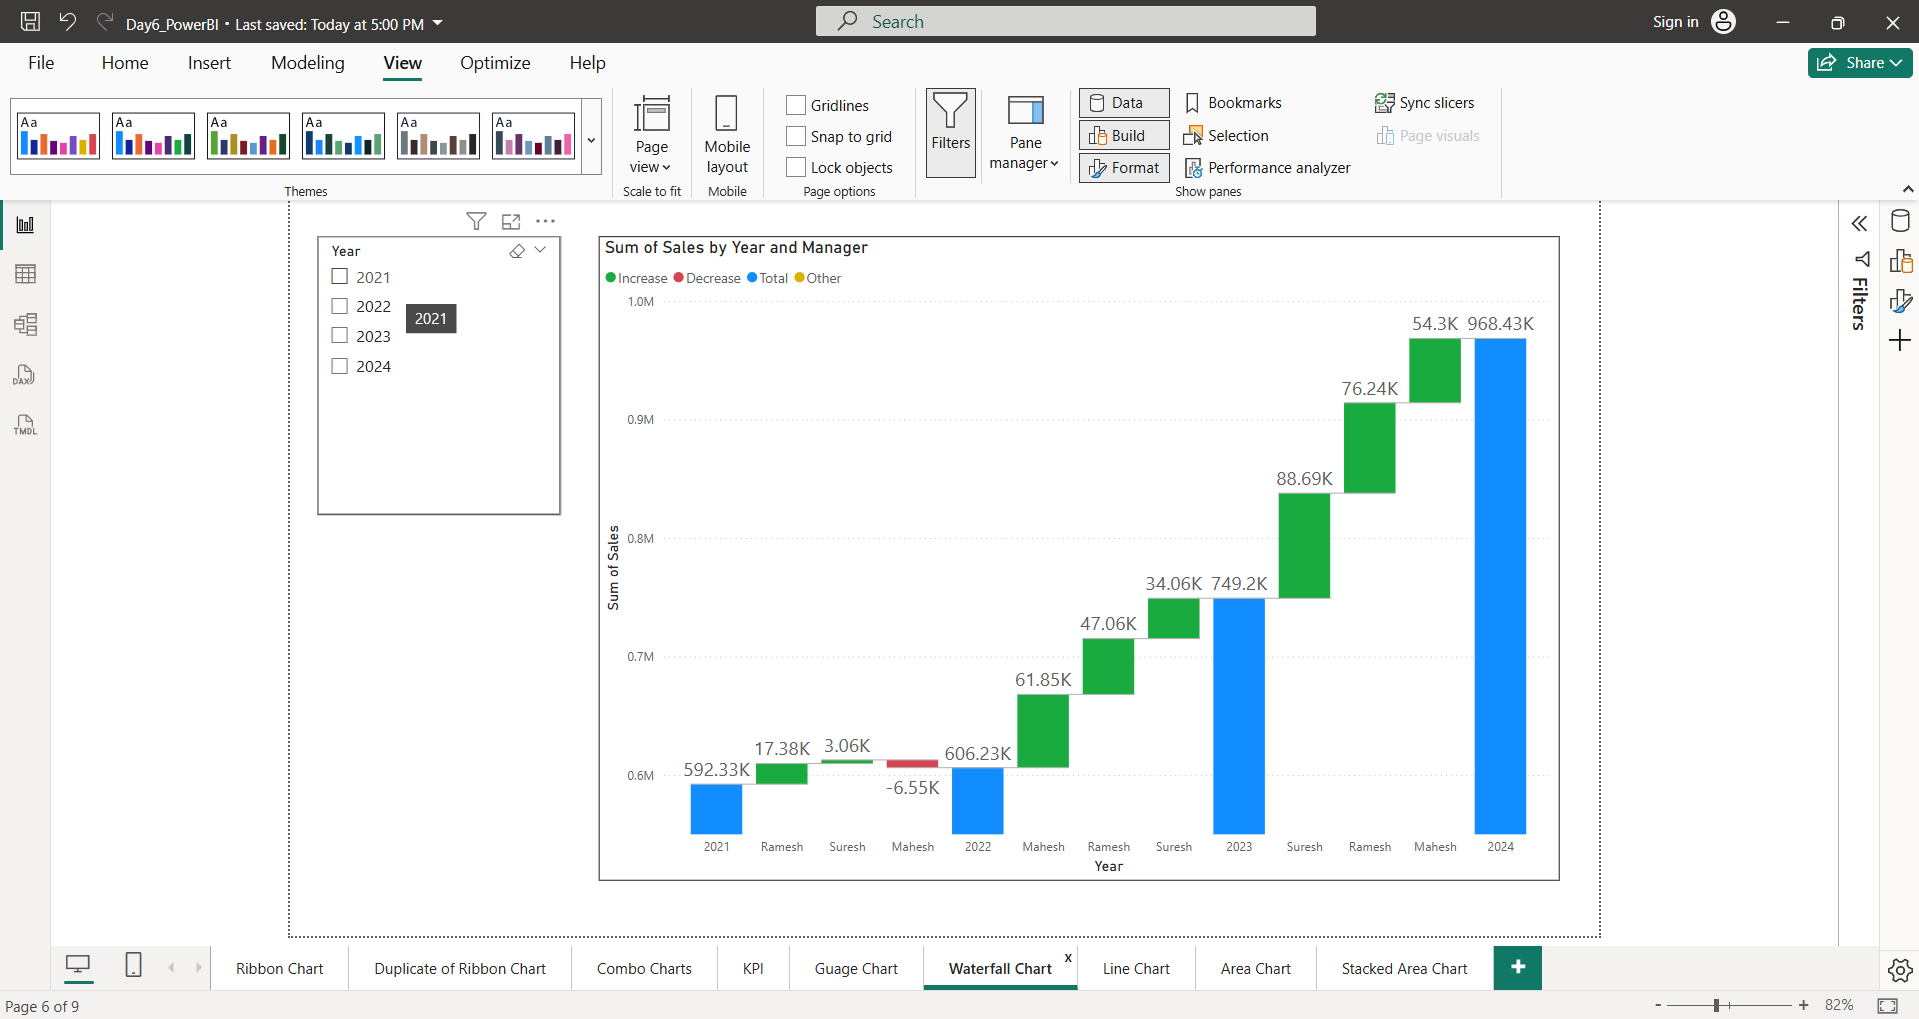 Day6_PowerBI • Last saved: Today at 5:00 PM
Search
Sign in
File Home Insert Modeling View Optimize Help
Share
Aa Aa Aa Aa Aa Aa
Themes
Page view
Scale to fit
Mobile layout
Mobile
Gridlines
Snap to grid
Lock objects
Page options
Filters
Pane manager
Data
Build
Format
Bookmarks
Selection
Performance analyzer
Sync slicers
Page visuals
Show panes
DAX
TMDL
Year
2021
2022
2023
2024
2021
Sum of Sales by Year and Manager
Increase Decrease Total Other
Sum of Sales
1.0M
0.9M
0.8M
0.7M
0.6M
592.33K
17.38K
3.06K
-6.55K
606.23K
61.85K
47.06K
34.06K
749.2K
88.69K
76.24K
54.3K
968.43K
2021 Ramesh Suresh Mahesh 2022 Mahesh Ramesh Suresh 2023 Suresh Ramesh Mahesh 2024
Year
Filters
Ribbon Chart Duplicate of Ribbon Chart Combo Charts KPI Guage Chart Waterfall Chart x Line Chart Area Chart Stacked Area Chart +
Page 6 of 9
- + 82%